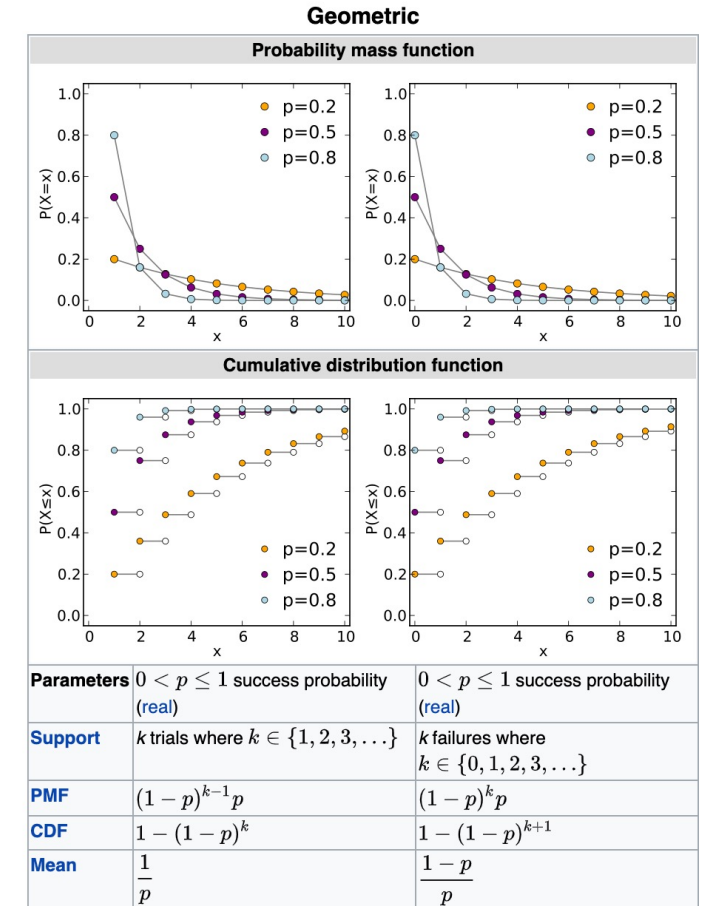 Geometric
Probability mass function
1.0
0.8
0.6
0.4
0.2
0.0
P(X=x)
0 2 4 6 8 10
x
p=0.2
p=0.5
p=0.8
1.0
0.8
0.6
0.4
0.2
0.0
P(X=x)
0 2 4 6 8 10
x
p=0.2
p=0.5
p=0.8
Cumulative distribution function
1.0
0.8
0.6
0.4
0.2
0.0
P(X≤x)
0 2 4 6 8 10
x
p=0.2
p=0.5
p=0.8
1.0
0.8
0.6
0.4
0.2
0.0
P(X≤x)
0 2 4 6 8 10
x
p=0.2
p=0.5
p=0.8
Parameters 0 < p ≤ 1 success probability (real) 0 < p ≤ 1 success probability (real)
Support k trials where k ∈ {1, 2, 3, …} k failures where k ∈ {0, 1, 2, 3, …}
PMF (1 − p)^{k−1}p (1 − p)^{k}p
CDF 1 − (1 − p)^{k} 1 − (1 − p)^{k+1}
Mean 1/p (1 − p)/p